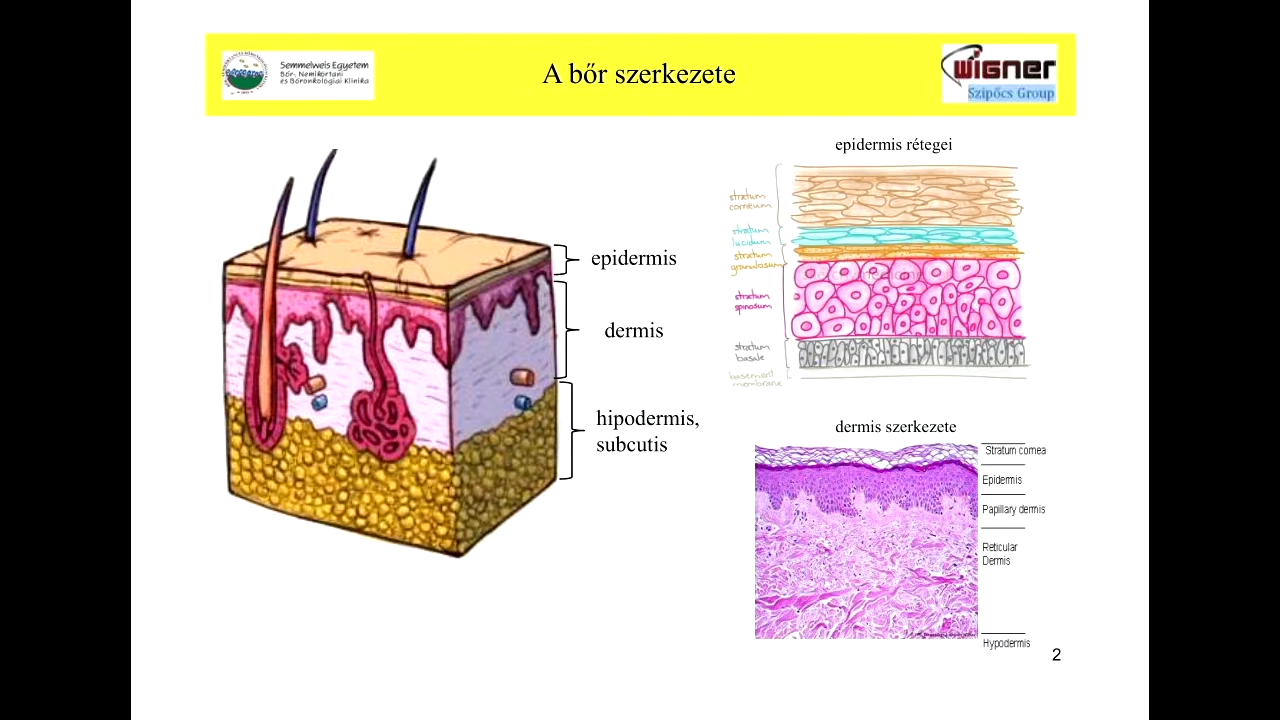 Semmelweis Egyetem
Bőr-, Nemikórtani
és Bőronkológiai Klinika
A bőr szerkezete
wigner
Szipőcs Group
epidermis
dermis
hipodermis,
subcutis
epidermis rétegei
stratum
corneum
stratum
lucidum
stratum
granulosum
stratum
spinosum
stratum
basale
basement
membrane
dermis szerkezete
Stratum cornea
Epidermis
Papillary dermis
Reticular
Dermis
Hypodermis
2